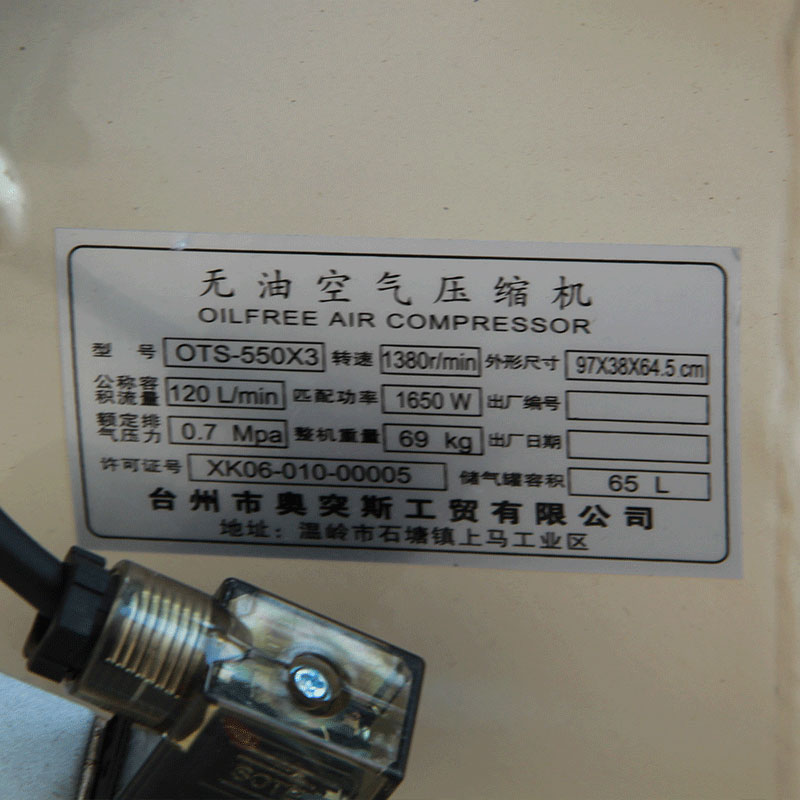 无油空气压缩机
OILFREE AIR COMPRESSOR
型 号 OTS-550X3 转速 1380r/min 外形尺寸 97X38X64.5 cm
公称容积流量 120 L/min 匹配功率 1650 W 出厂编号
额定排气压力 0.7 Mpa 整机重量 69 kg 出厂日期
许可证号 XK06-010-00005 储气罐容积 65 L
台州市奥突斯工贸有限公司
地址：温岭市石塘镇上马工业区